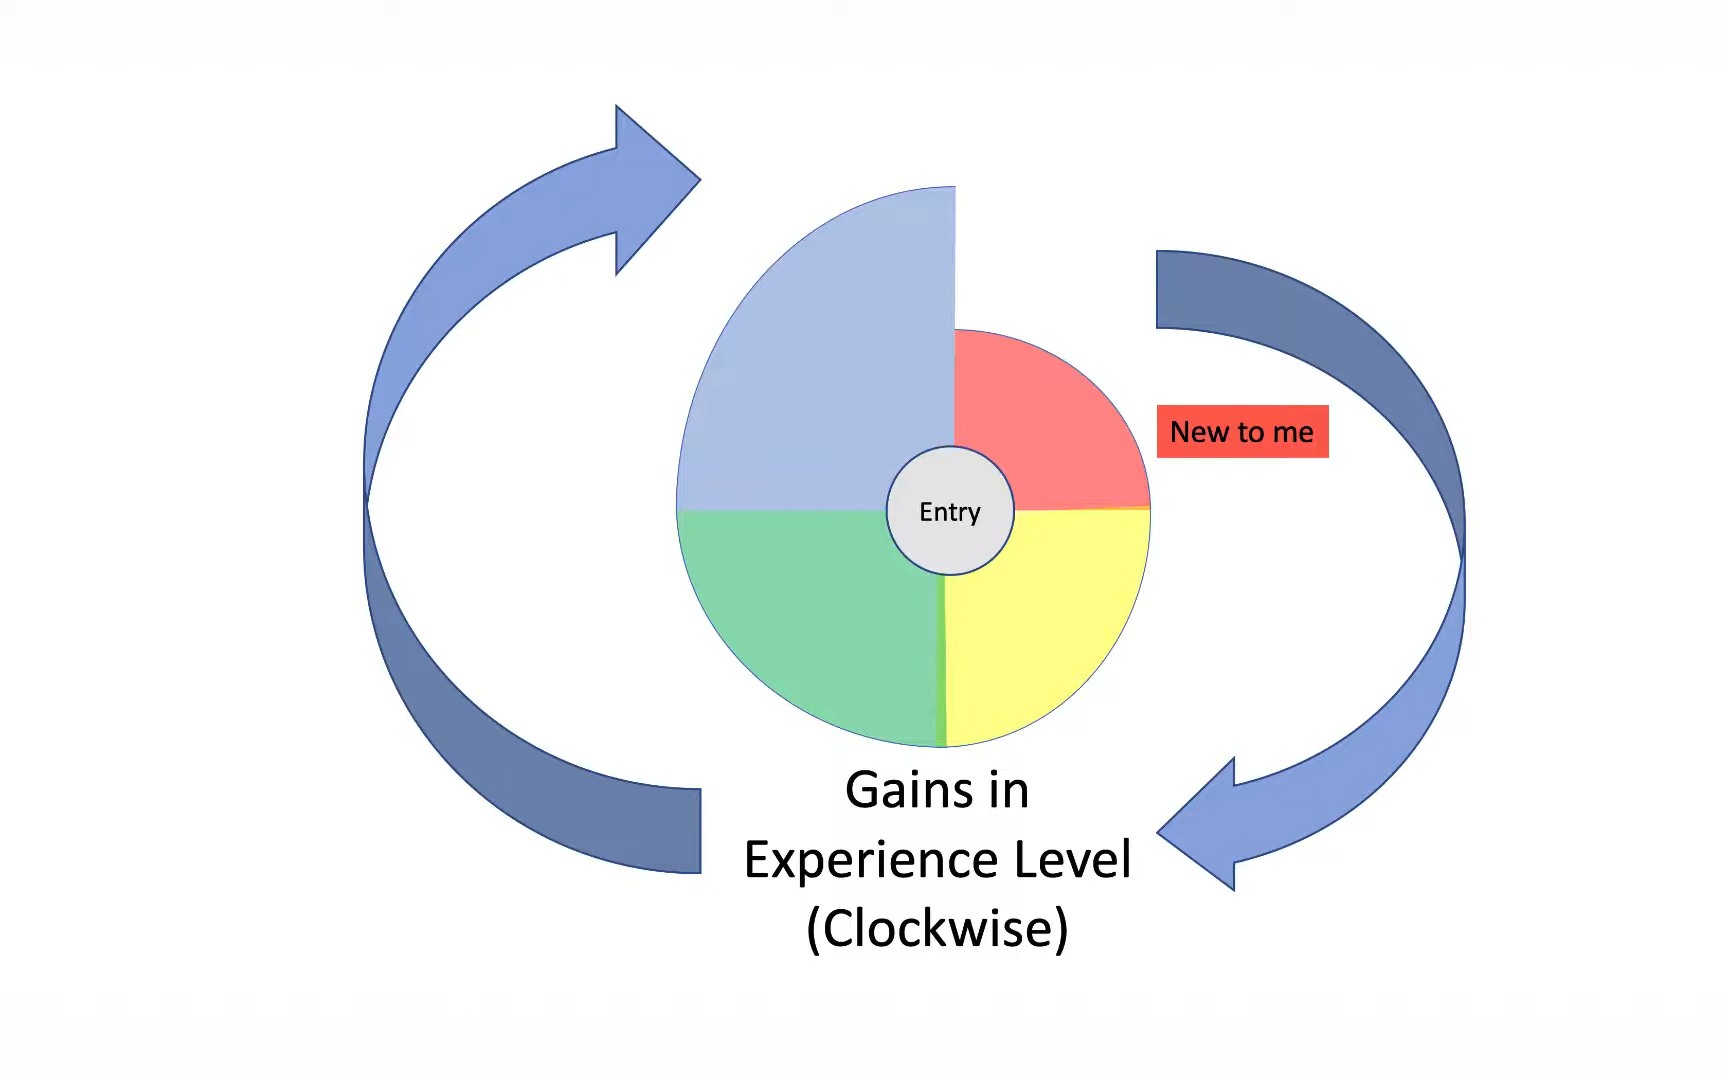 New to me
Entry
Gains in
Experience Level
(Clockwise)